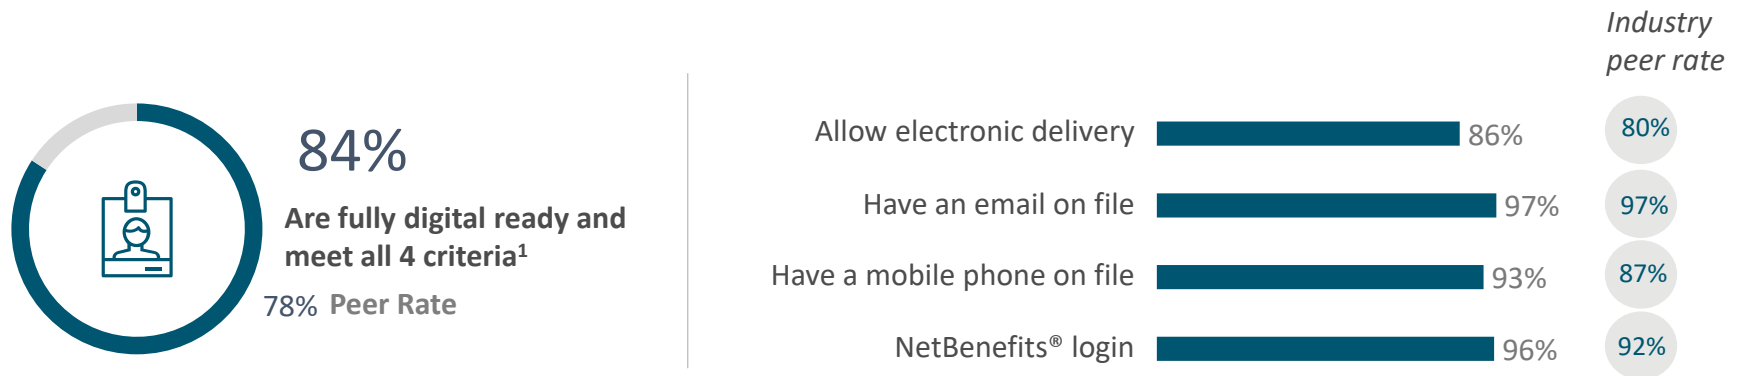 84%
Are fully digital ready and
meet all 4 criteria¹
78% Peer Rate
Industry
peer rate
Allow electronic delivery 86% 80%
Have an email on file 97% 97%
Have a mobile phone on file 93% 87%
NetBenefits® login 96% 92%